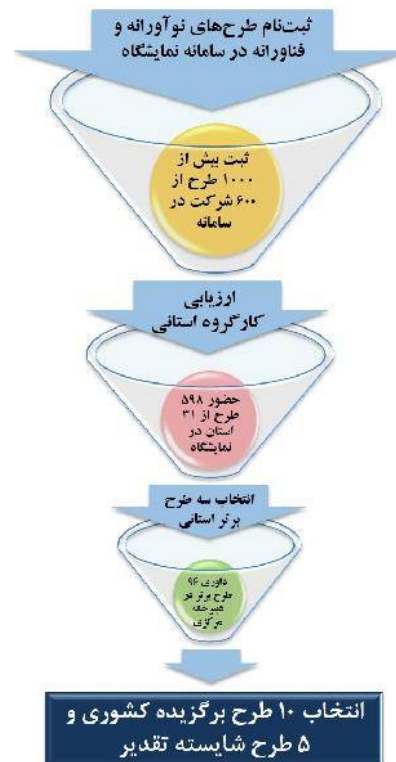 ثبت‌نام طرح‌های نوآورانه و
فناورانه در سامانه نمایشگاه
ثبت بیش از
۱۰۰۰ طرح از
۶۰۰ شرکت در
سامانه
ارزیابی
کارگروه استانی
حضور ۵۹۸
طرح از ۳۱
استان در
نمایشگاه
انتخاب سه طرح
برتر استانی
داوری ۹۶
طرح برتر در
دبیرخانه
مرکزی
انتخاب ۱۰ طرح برگزیده کشوری و
۵ طرح شایسته تقدیر